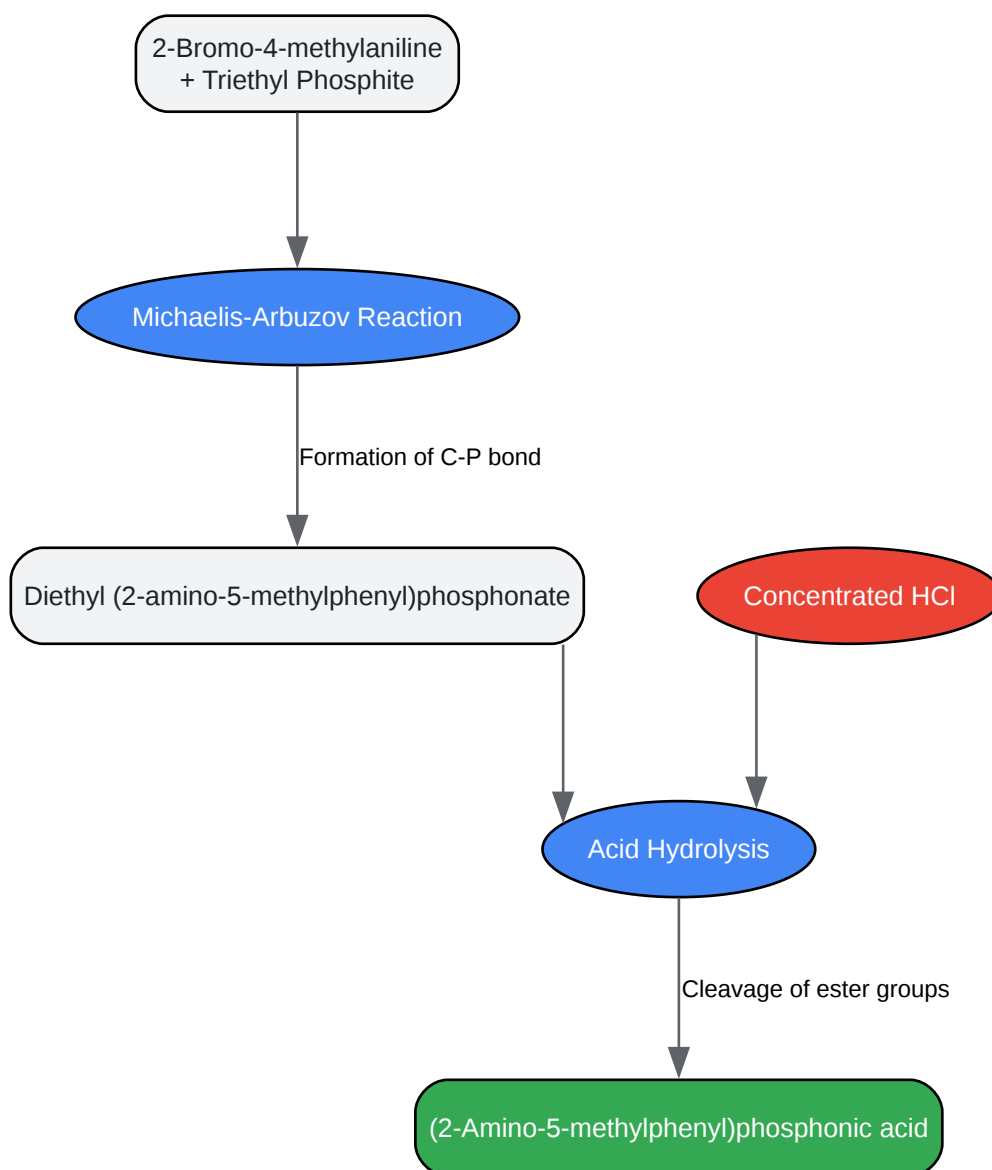 2-Bromo-4-methylaniline
+ Triethyl Phosphite
Michaelis-Arbuzov Reaction
Formation of C-P bond
Diethyl (2-amino-5-methylphenyl)phosphonate
Concentrated HCl
Acid Hydrolysis
Cleavage of ester groups
(2-Amino-5-methylphenyl)phosphonic acid